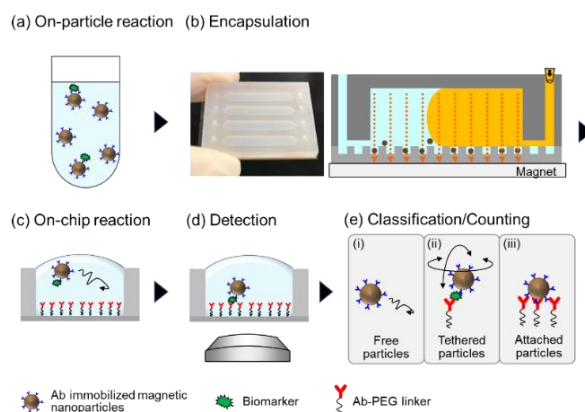 (a) On-particle reaction
(b) Encapsulation
Magnet
(c) On-chip reaction
(d) Detection
(e) Classification/Counting
(i)
(ii)
(iii)
Free
particles
Tethered
particles
Attached
particles
Ab immobilized magnetic
nanoparticles
Biomarker
Ab-PEG linker